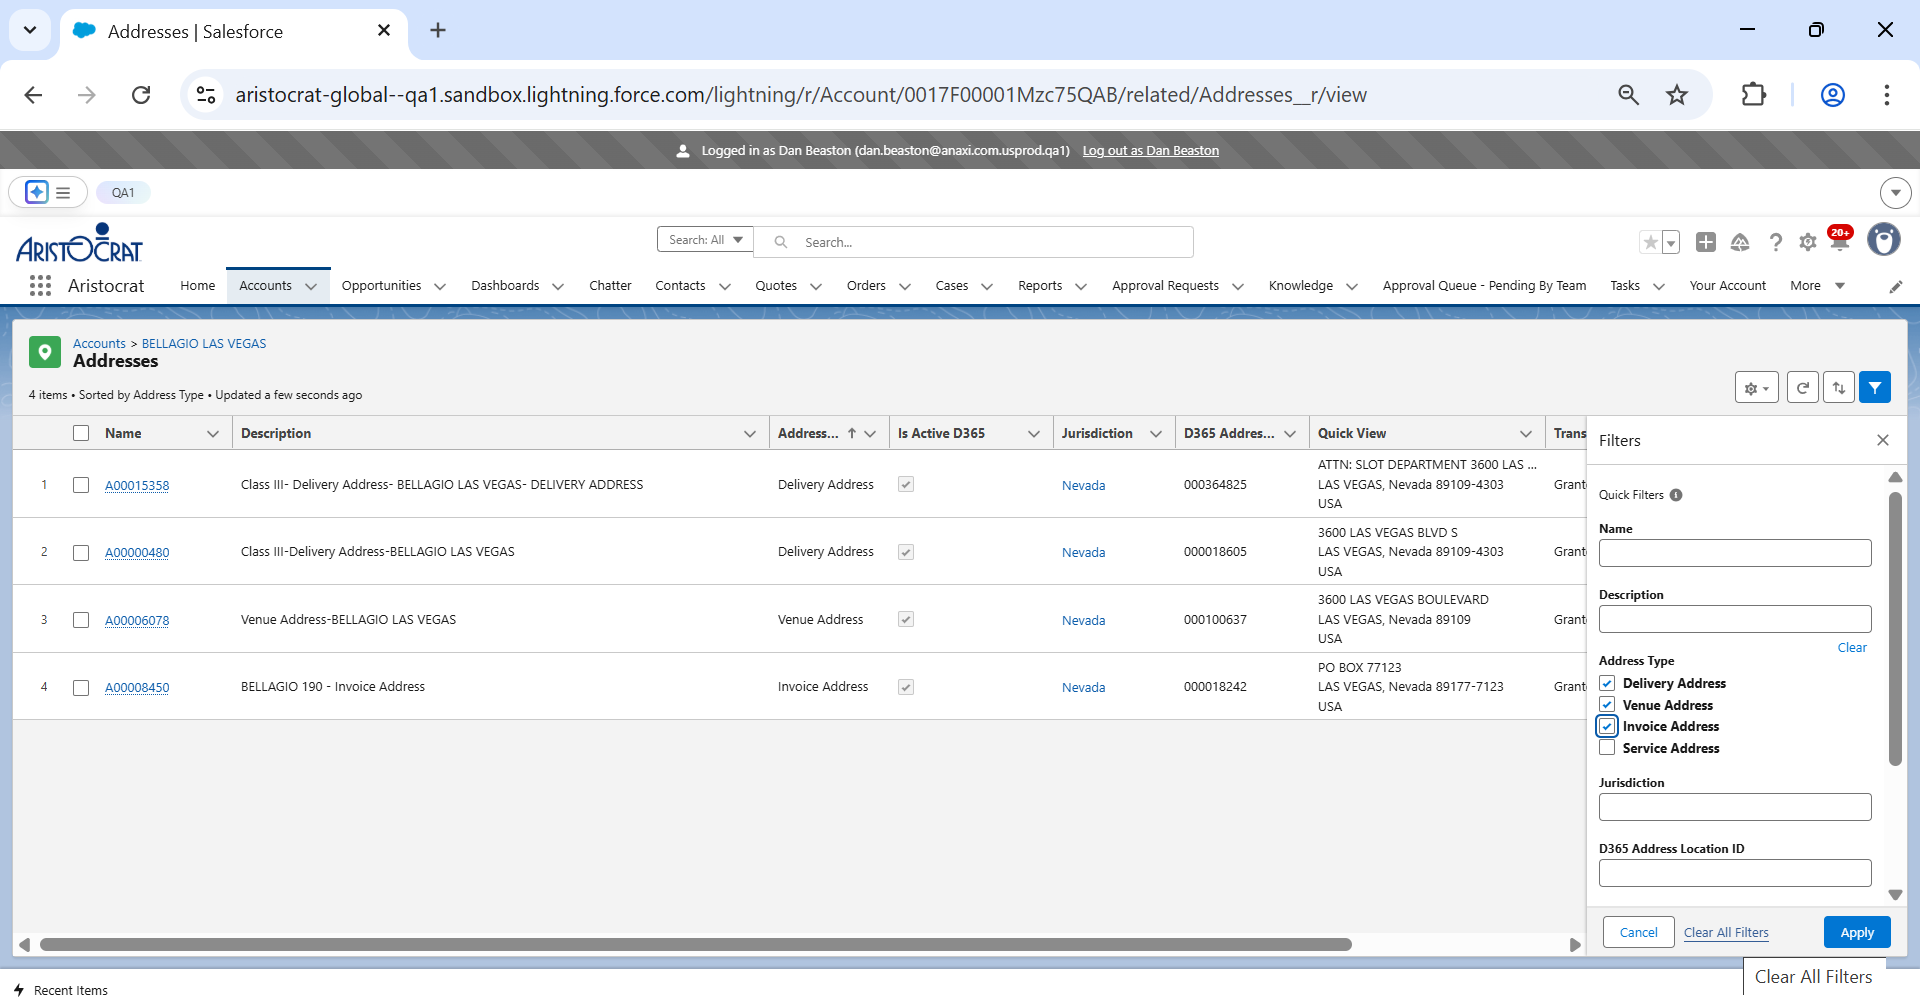 Addresses | Salesforce
aristocrat-global--qa1.sandbox.lightning.force.com/lightning/r/Account/0017F00001Mzc75QAB/related/Addresses__r/view
Logged in as Dan Beaston (dan.beaston@anaxi.com.usprod.qa1) Log out as Dan Beaston
QA1
ARISTOCRAT
Search: All
Search...
20+
Aristocrat
Home Accounts Opportunities Dashboards Chatter Contacts Quotes Orders Cases Reports Approval Requests Knowledge Approval Queue - Pending By Team Tasks Your Account More
Accounts > BELLAGIO LAS VEGAS
Addresses
4 items • Sorted by Address Type • Updated a few seconds ago
Name Description Address... Is Active D365 Jurisdiction D365 Addres... Quick View Trans
1 A00015358 Class III- Delivery Address- BELLAGIO LAS VEGAS- DELIVERY ADDRESS Delivery Address Nevada 000364825 ATTN: SLOT DEPARTMENT 3600 LAS ...
LAS VEGAS, Nevada 89109-4303
USA
Grant
2 A00000480 Class III-Delivery Address-BELLAGIO LAS VEGAS Delivery Address Nevada 000018605 3600 LAS VEGAS BLVD S
LAS VEGAS, Nevada 89109-4303
USA
Grant
3 A00006078 Venue Address-BELLAGIO LAS VEGAS Venue Address Nevada 000100637 3600 LAS VEGAS BOULEVARD
LAS VEGAS, Nevada 89109
USA
Grant
4 A00008450 BELLAGIO 190 - Invoice Address Invoice Address Nevada 000018242 PO BOX 77123
LAS VEGAS, Nevada 89177-7123
USA
Grant
Filters
Quick Filters
Name
Description
Clear
Address Type
Delivery Address
Venue Address
Invoice Address
Service Address
Jurisdiction
D365 Address Location ID
Cancel Clear All Filters Apply
Clear All Filters
Recent Items